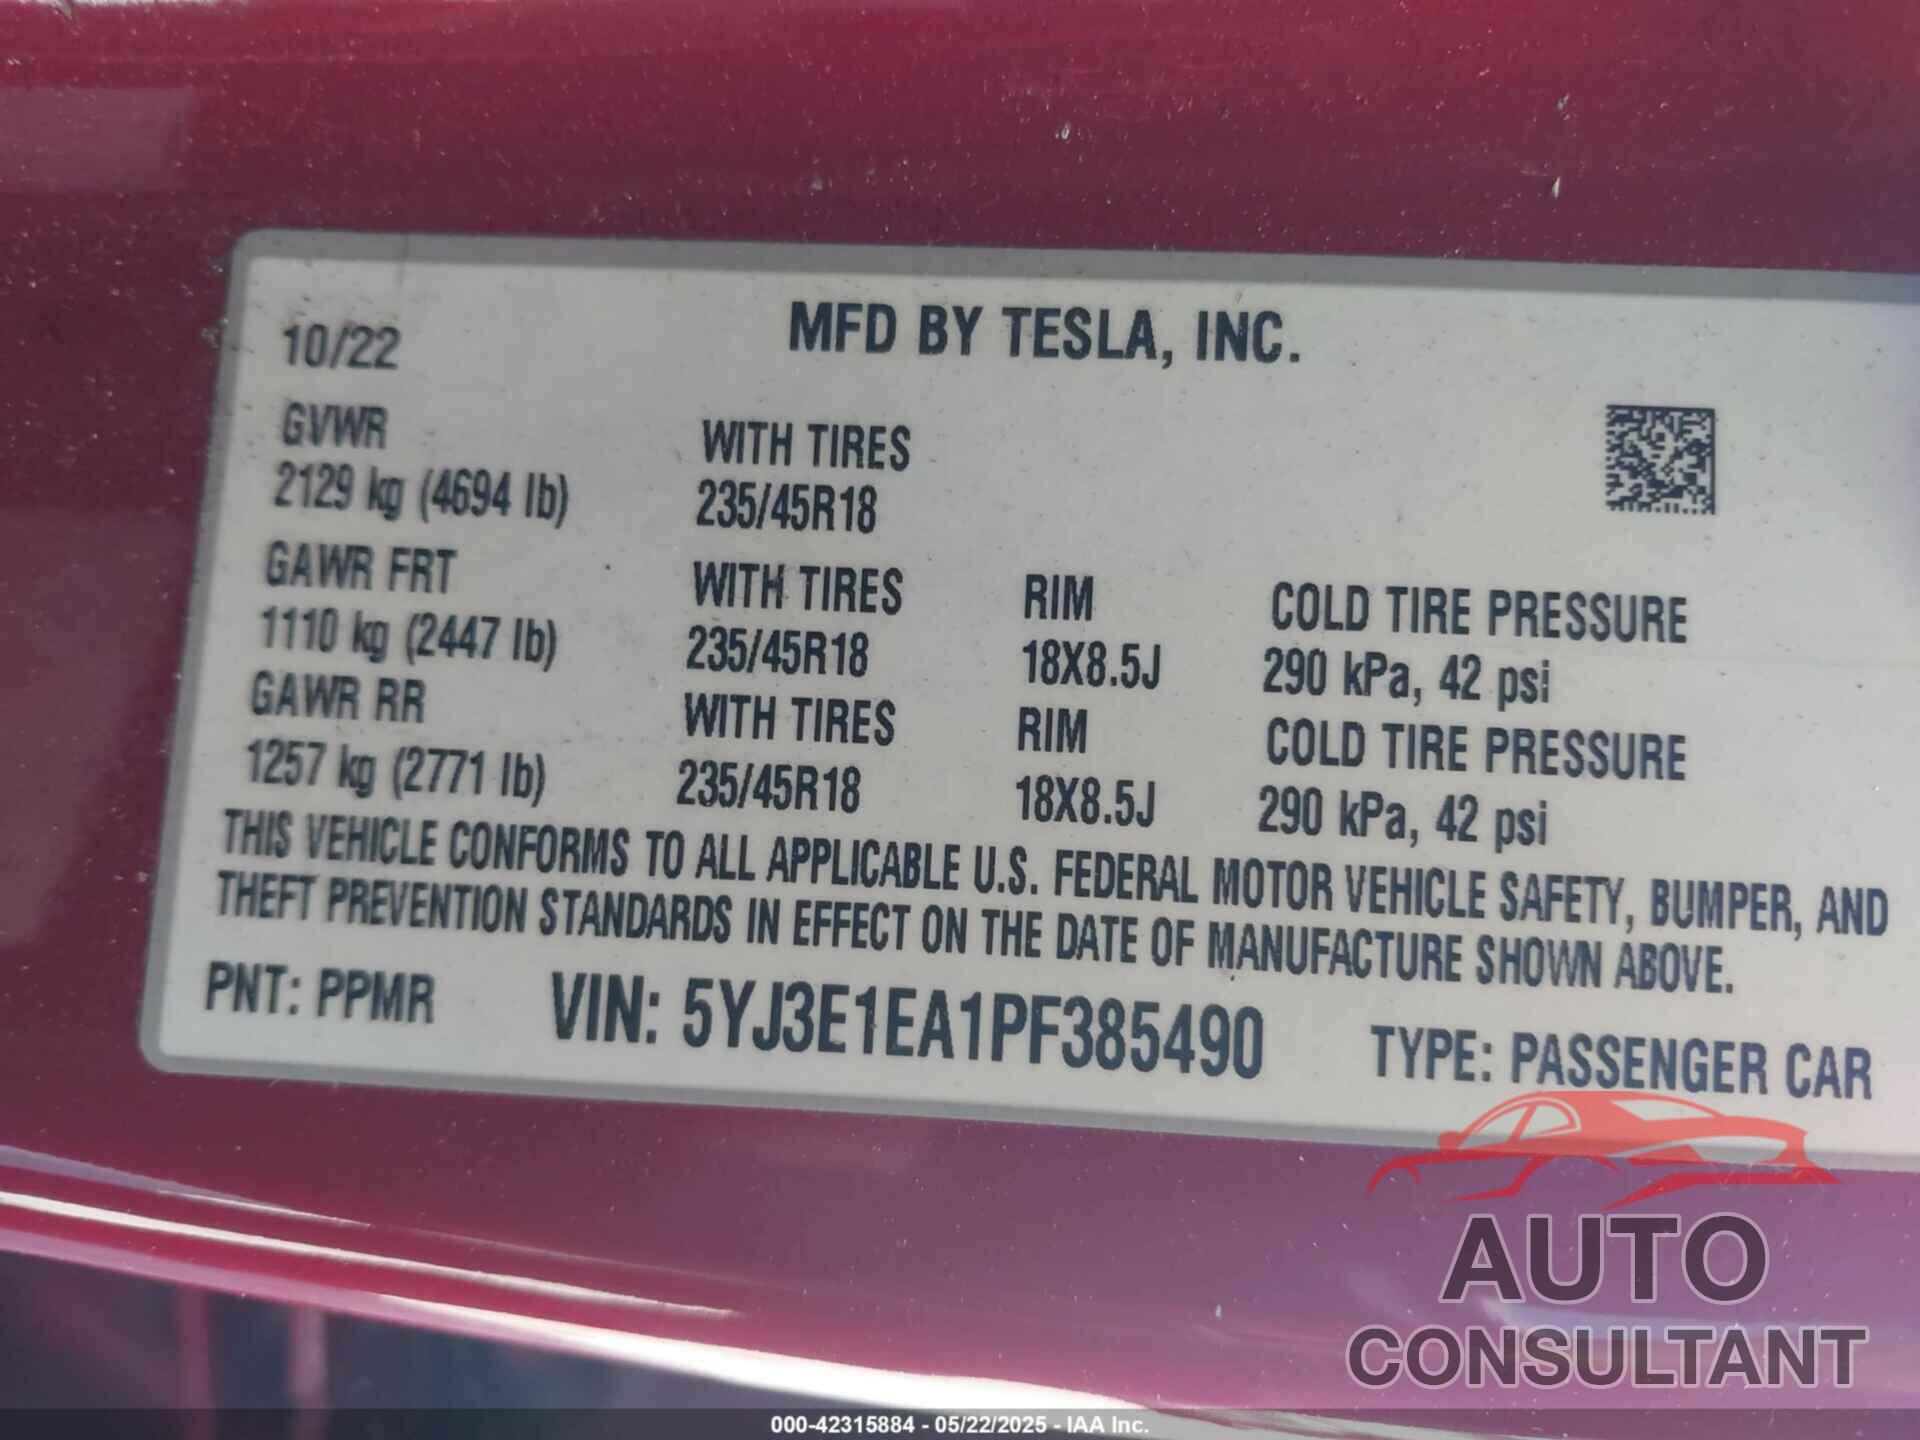 10/22 MFD BY TESLA, INC.
GVWR WITH TIRES
2129 kg (4694 lb) 235/45R18
GAWR FRT WITH TIRES RIM COLD TIRE PRESSURE
1110 kg (2447 lb) 235/45R18 18X8.5J 290 kPa, 42 psi
GAWR RR WITH TIRES RIM COLD TIRE PRESSURE
1257 kg (2771 lb) 235/45R18 18X8.5J 290 kPa, 42 psi
THIS VEHICLE CONFORMS TO ALL APPLICABLE U.S. FEDERAL MOTOR VEHICLE SAFETY, BUMPER, AND
THEFT PREVENTION STANDARDS IN EFFECT ON THE DATE OF MANUFACTURE SHOWN ABOVE.
PNT: PPMR VIN: 5YJ3E1EA1PF385490 TYPE: PASSENGER CAR
AUTO
CONSULTANT
000-42315884 - 05/22/2025 - IAA Inc.